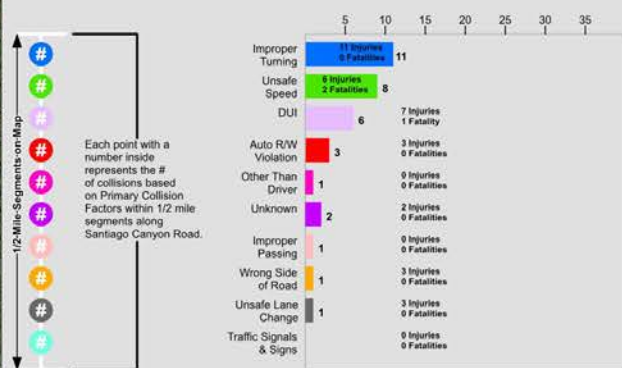 5 10 15 20 25 30 35
1/2-Mile-Segments-on-Map
#
#
#
#
#
#
#
#
#
#
Each point with a
number inside
represents the #
of collisions based
on Primary Collision
Factors within 1/2 mile
segments along
Santiago Canyon Road.
Improper
Turning
11 Injuries
0 Fatalities
11
Unsafe
Speed
6 Injuries
2 Fatalities
8
DUI
6
7 Injuries
1 Fatality
Auto R/W
Violation
3
3 Injuries
0 Fatalities
Other Than
Driver
1
0 Injuries
0 Fatalities
Unknown
2
2 Injuries
0 Fatalities
Improper
Passing
1
0 Injuries
0 Fatalities
Wrong Side
of Road
1
3 Injuries
0 Fatalities
Unsafe Lane
Change
1
3 Injuries
0 Fatalities
Traffic Signals
& Signs
0 Injuries
0 Fatalities